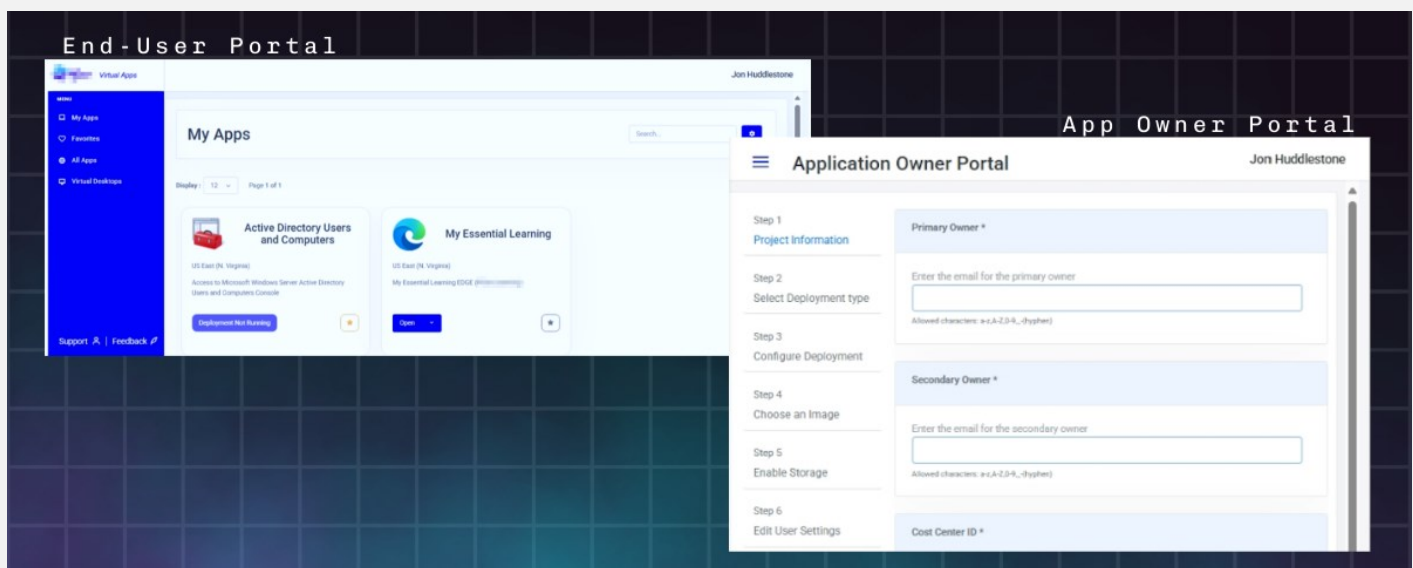 End-User Portal
Virtual Apps
Jon Huddlestone
MENU
My Apps
Favorites
All Apps
Virtual Desktops
Support | Feedback
My Apps
Search..
Display : 12 Page 1 of 1
Active Directory Users
and Computers
US East (N. Virginia)
Access to Microsoft Windows Server Active Directory
Users and Computers Console
Deployment Not Running
My Essential Learning
US East (N. Virginia)
My Essential Learning EDGE
Open
App Owner Portal
Application Owner Portal
Jon Huddlestone
Step 1
Project Information
Step 2
Select Deployment type
Step 3
Configure Deployment
Step 4
Choose an Image
Step 5
Enable Storage
Step 6
Edit User Settings
Primary Owner *
Enter the email for the primary owner
Allowed characters: a-z,A-Z,0-9,_,-(hyphen)
Secondary Owner *
Enter the email for the secondary owner
Allowed characters: a-z,A-Z,0-9,_,-(hyphen)
Cost Center ID *